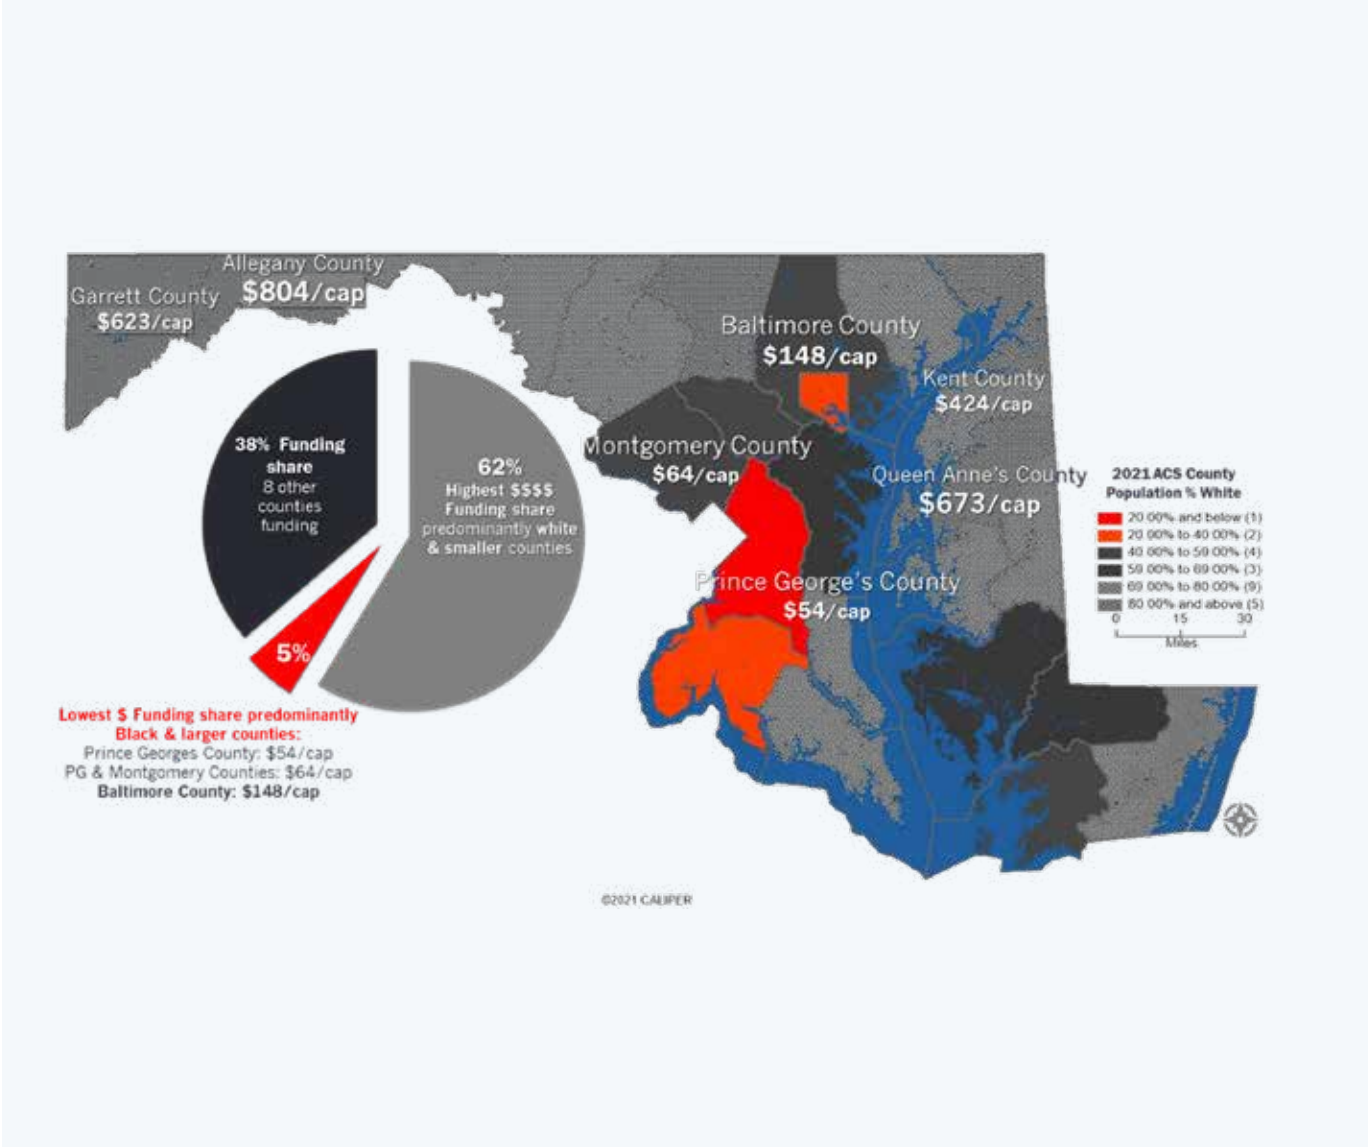 Allegany County
$804/cap
Garrett County
$623/cap
Baltimore County
$148/cap
Kent County
$424/cap
Montgomery County
$64/cap
Queen Anne's County
$673/cap
Prince George's County
$54/cap
38% Funding
share
8 other
counties
funding
62%
Highest $$$$
Funding share
predominantly white
& smaller counties
5%
Lowest $ Funding share predominantly
Black & larger counties:
Prince Georges County: $54/cap
PG & Montgomery Counties: $64/cap
Baltimore County: $148/cap
2021 ACS County
Population % White
20.00% and below (1)
20.00% to 40.00% (2)
40.00% to 59.00% (4)
59.00% to 69.00% (3)
69.00% to 80.00% (9)
80.00% and above (5)
0 15 30
Miles
©2021 CALIPER